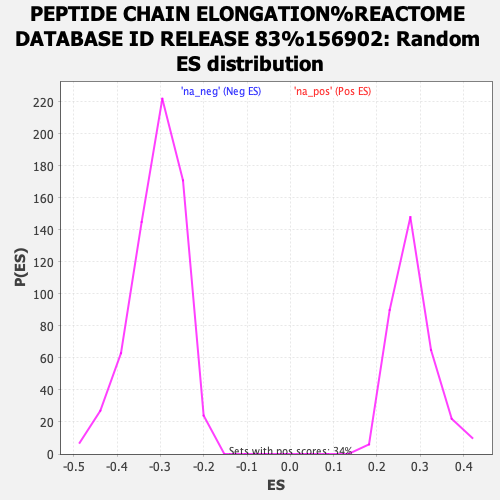 PEPTIDE CHAIN ELONGATION%REACTOME
DATABASE ID RELEASE 83%156902: Random
ES distribution
'na_neg' (Neg ES) 'na_pos' (Pos ES)
220
200
180
160
140
120
100
80
60
40
20
0
P(ES)
Sets with pos scores: 34%
-0.5 -0.4 -0.3 -0.2 -0.1 0.0 0.1 0.2 0.3 0.4
ES